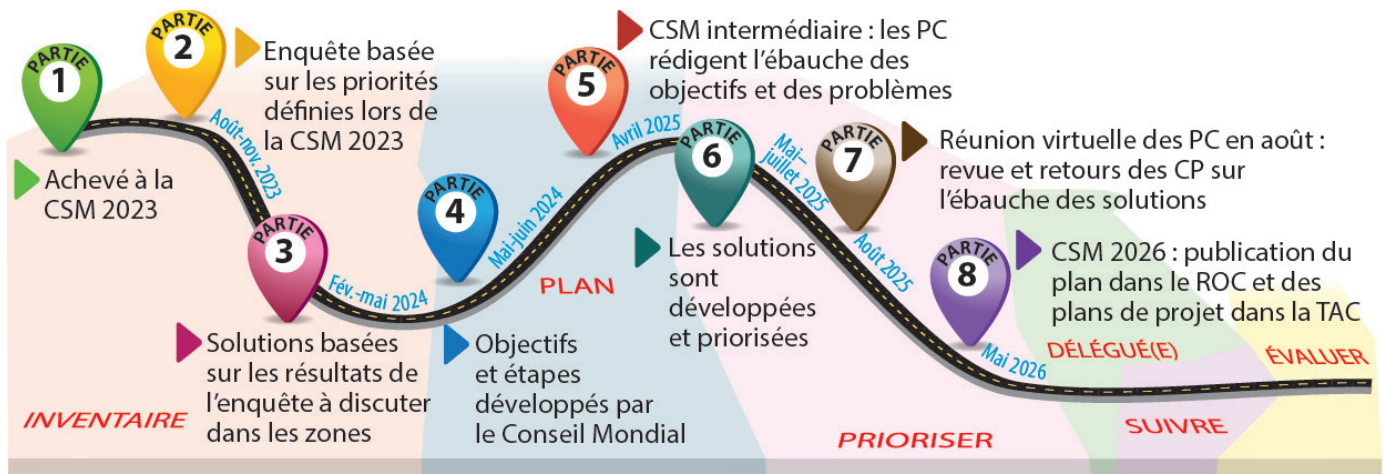 PARTIE
1
Achevé à la
CSM 2023
PARTIE
2
Enquête basée
sur les priorités
définies lors de
la CSM 2023
Août-nov. 2023
PARTIE
3
Solutions basées
sur les résultats de
l’enquête à discuter
dans les zones
INVENTAIRE
Fév.-mai 2024
PARTIE
4
Objectifs
et étapes
développés par
le Conseil Mondial
Mai-juin 2024
PLAN
PARTIE
5
CSM intermédiaire : les PC
rédigent l’ébauche des
objectifs et des problèmes
Avril 2025
PARTIE
6
Les solutions
sont
développées
et priorisées
Mai–
juillet 2025
PARTIE
7
Réunion virtuelle des PC en août :
revue et retours des CP sur
l’ébauche des solutions
Août 2025
PRIORISER
PARTIE
8
CSM 2026 : publication du
plan dans le ROC et des
plans de projet dans la TAC
Mai 2026
DÉLÉGUÉ(E)
SUIVRE
ÉVALUER